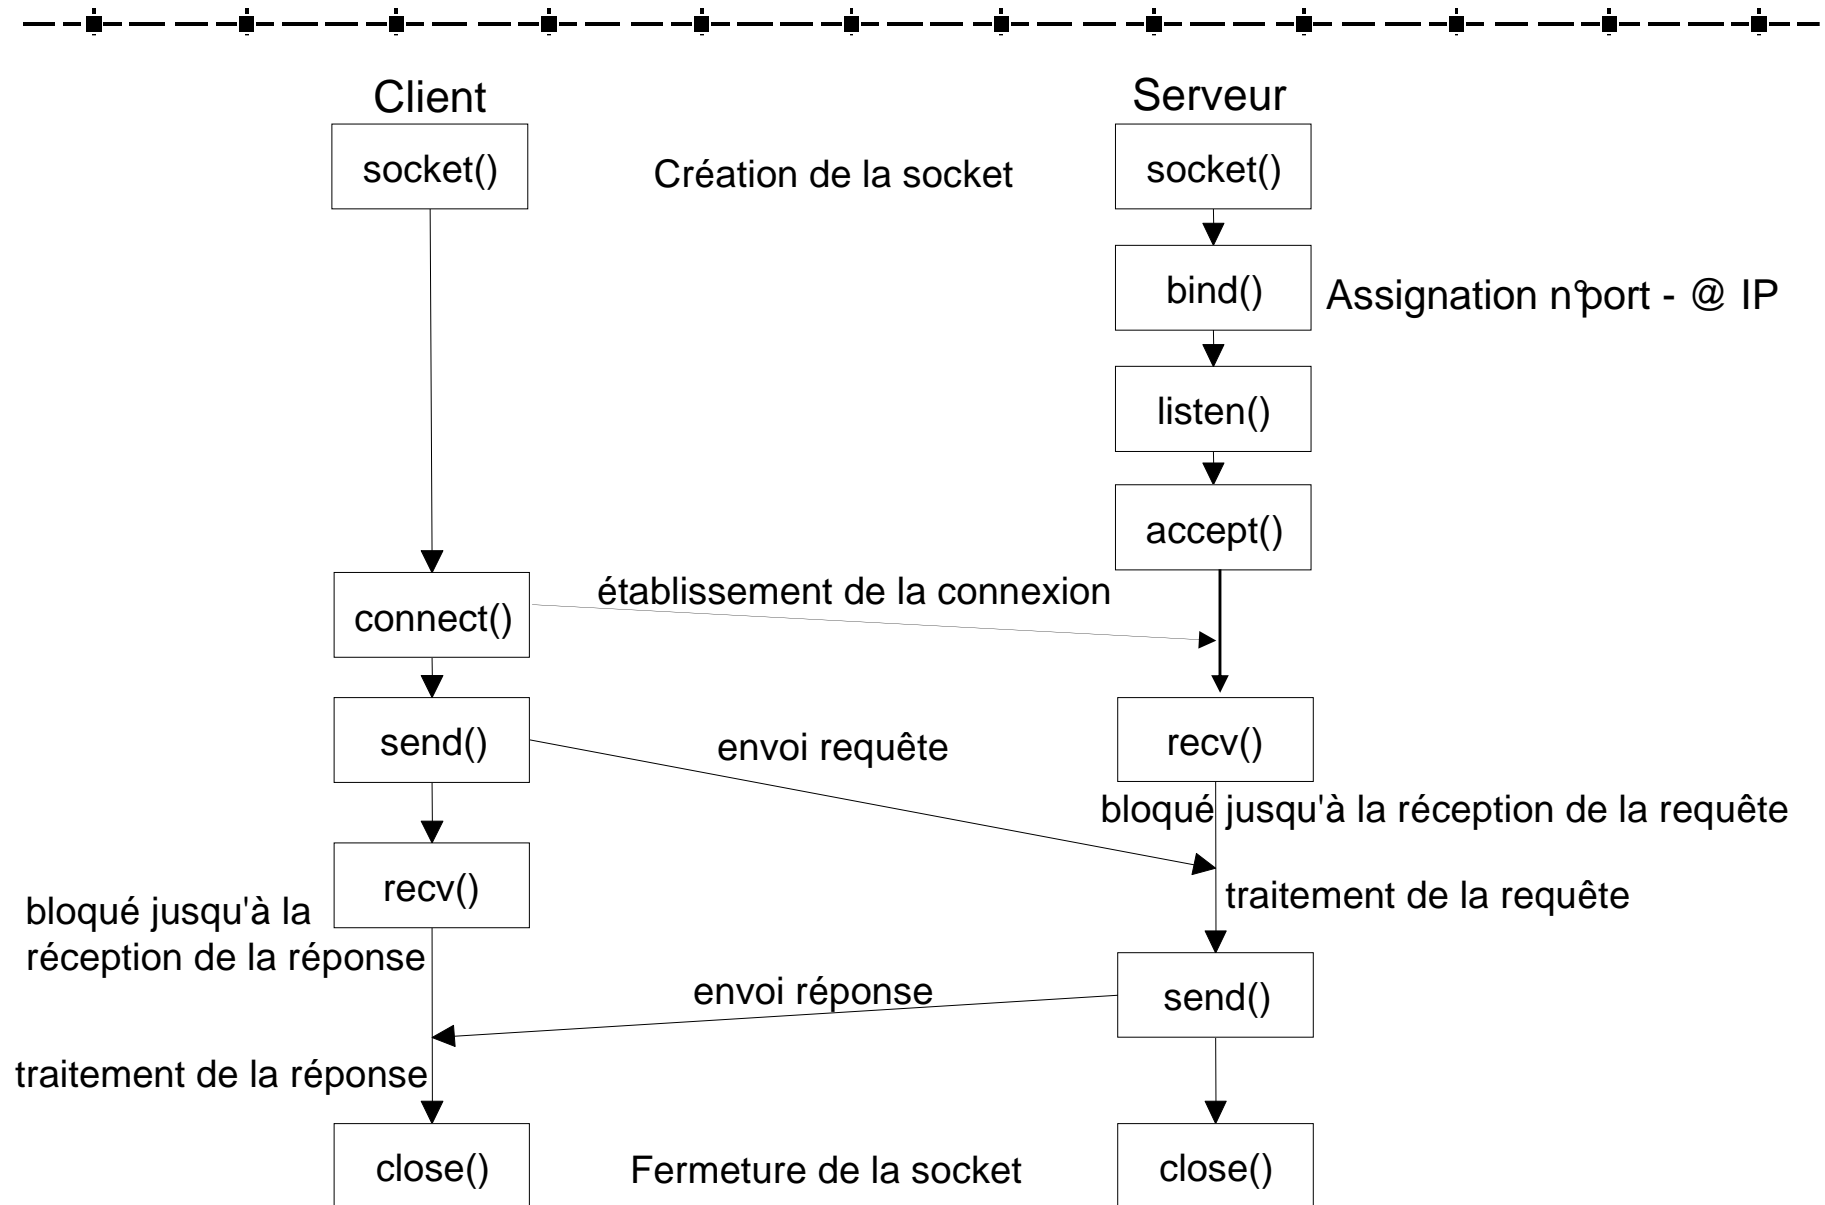 Client
Serveur
socket()
Création de la socket
socket()
bind()
Assignation n°port - @ IP
listen()
accept()
établissement de la connexion
connect()
send()
envoi requête
recv()
bloqué jusqu'à la réception de la requête
recv()
traitement de la requête
bloqué jusqu'à la
réception de la réponse
envoi réponse
send()
traitement de la réponse
close()
Fermeture de la socket
close()